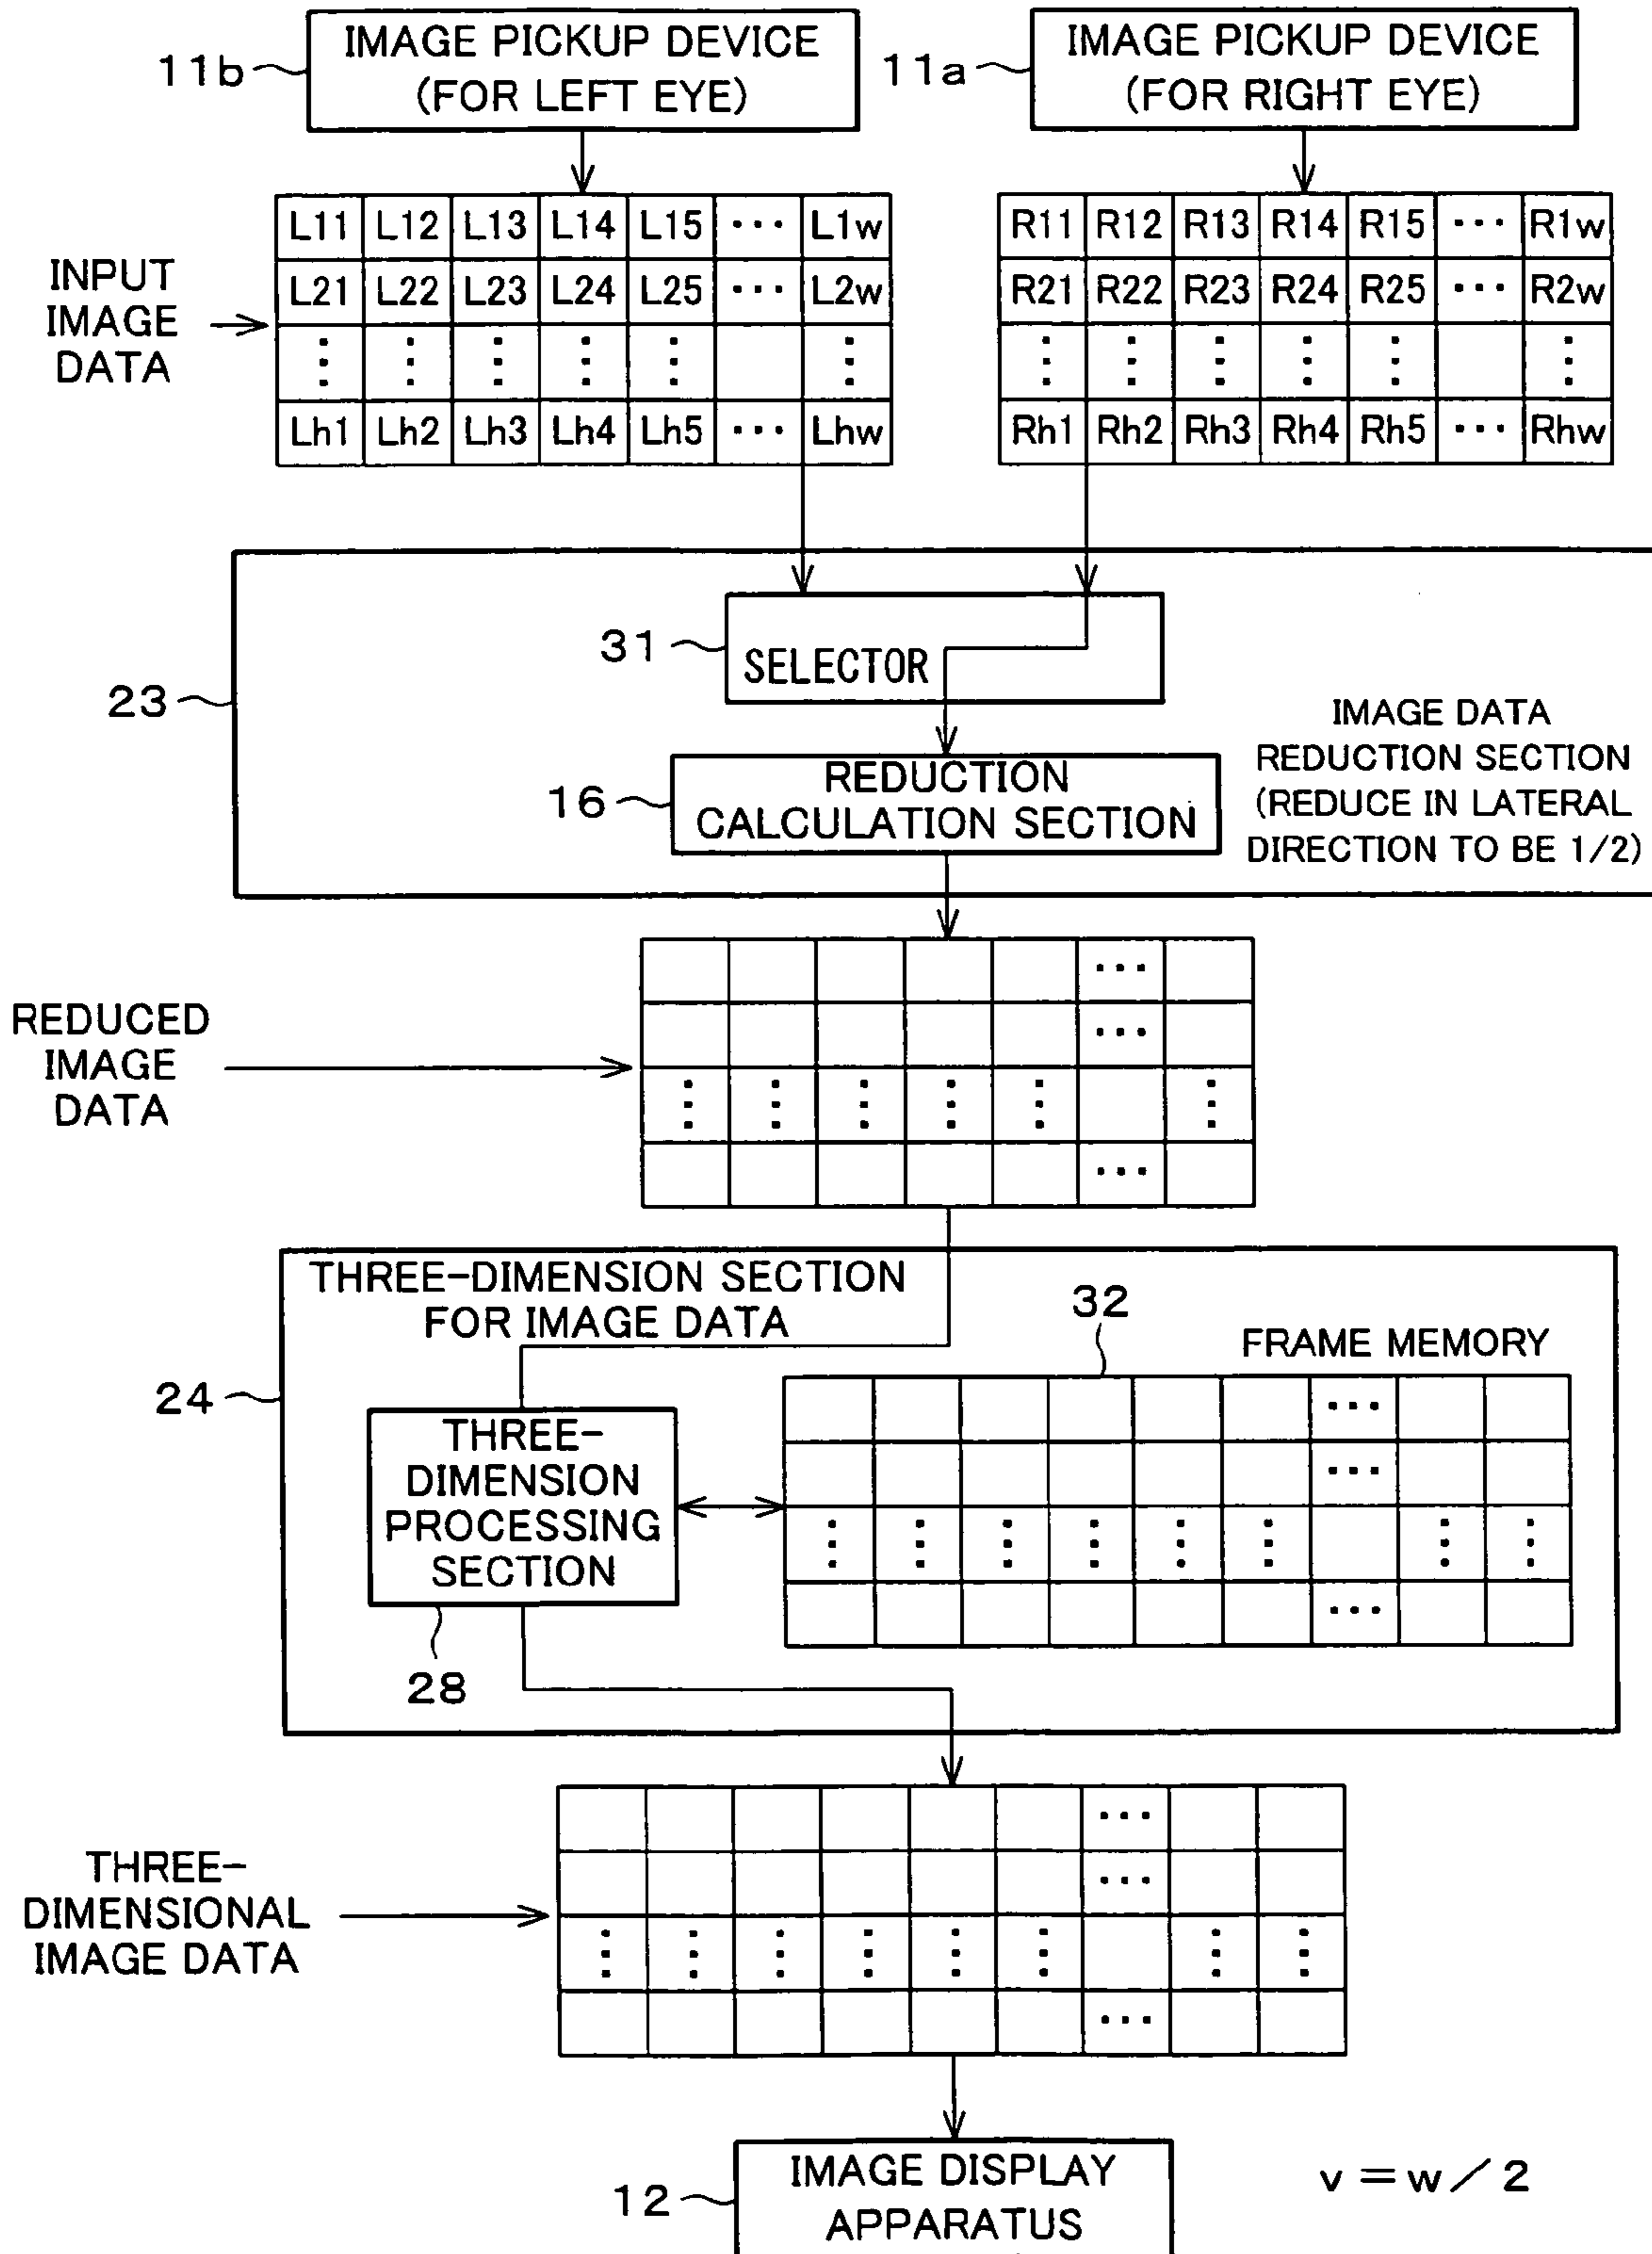 IMAGE PICKUP DEVICE
(FOR LEFT EYE)
11b
IMAGE PICKUP DEVICE
(FOR RIGHT EYE)
11a
INPUT
IMAGE
DATA
L11 L12 L13 L14 L15 ··· L1w
L21 L22 L23 L24 L25 ··· L2w
⋮ ⋮ ⋮ ⋮ ⋮ ⋮
Lh1 Lh2 Lh3 Lh4 Lh5 ··· Lhw
R11 R12 R13 R14 R15 ··· R1w
R21 R22 R23 R24 R25 ··· R2w
⋮ ⋮ ⋮ ⋮ ⋮ ⋮
Rh1 Rh2 Rh3 Rh4 Rh5 ··· Rhw
31
SELECTOR
23
IMAGE DATA
REDUCTION SECTION
(REDUCE IN LATERAL
DIRECTION TO BE 1/2)
16
REDUCTION
CALCULATION SECTION
REDUCED
IMAGE
DATA
···
···
⋮ ⋮ ⋮ ⋮ ⋮ ⋮
···
THREE-DIMENSION SECTION
FOR IMAGE DATA
32
FRAME MEMORY
24
THREE-
DIMENSION
PROCESSING
SECTION
28
···
···
⋮ ⋮ ⋮ ⋮ ⋮ ⋮ ⋮ ⋮
···
THREE-
DIMENSIONAL
IMAGE DATA
···
···
⋮ ⋮ ⋮ ⋮ ⋮ ⋮ ⋮ ⋮
···
12
IMAGE DISPLAY
APPARATUS
v = w / 2